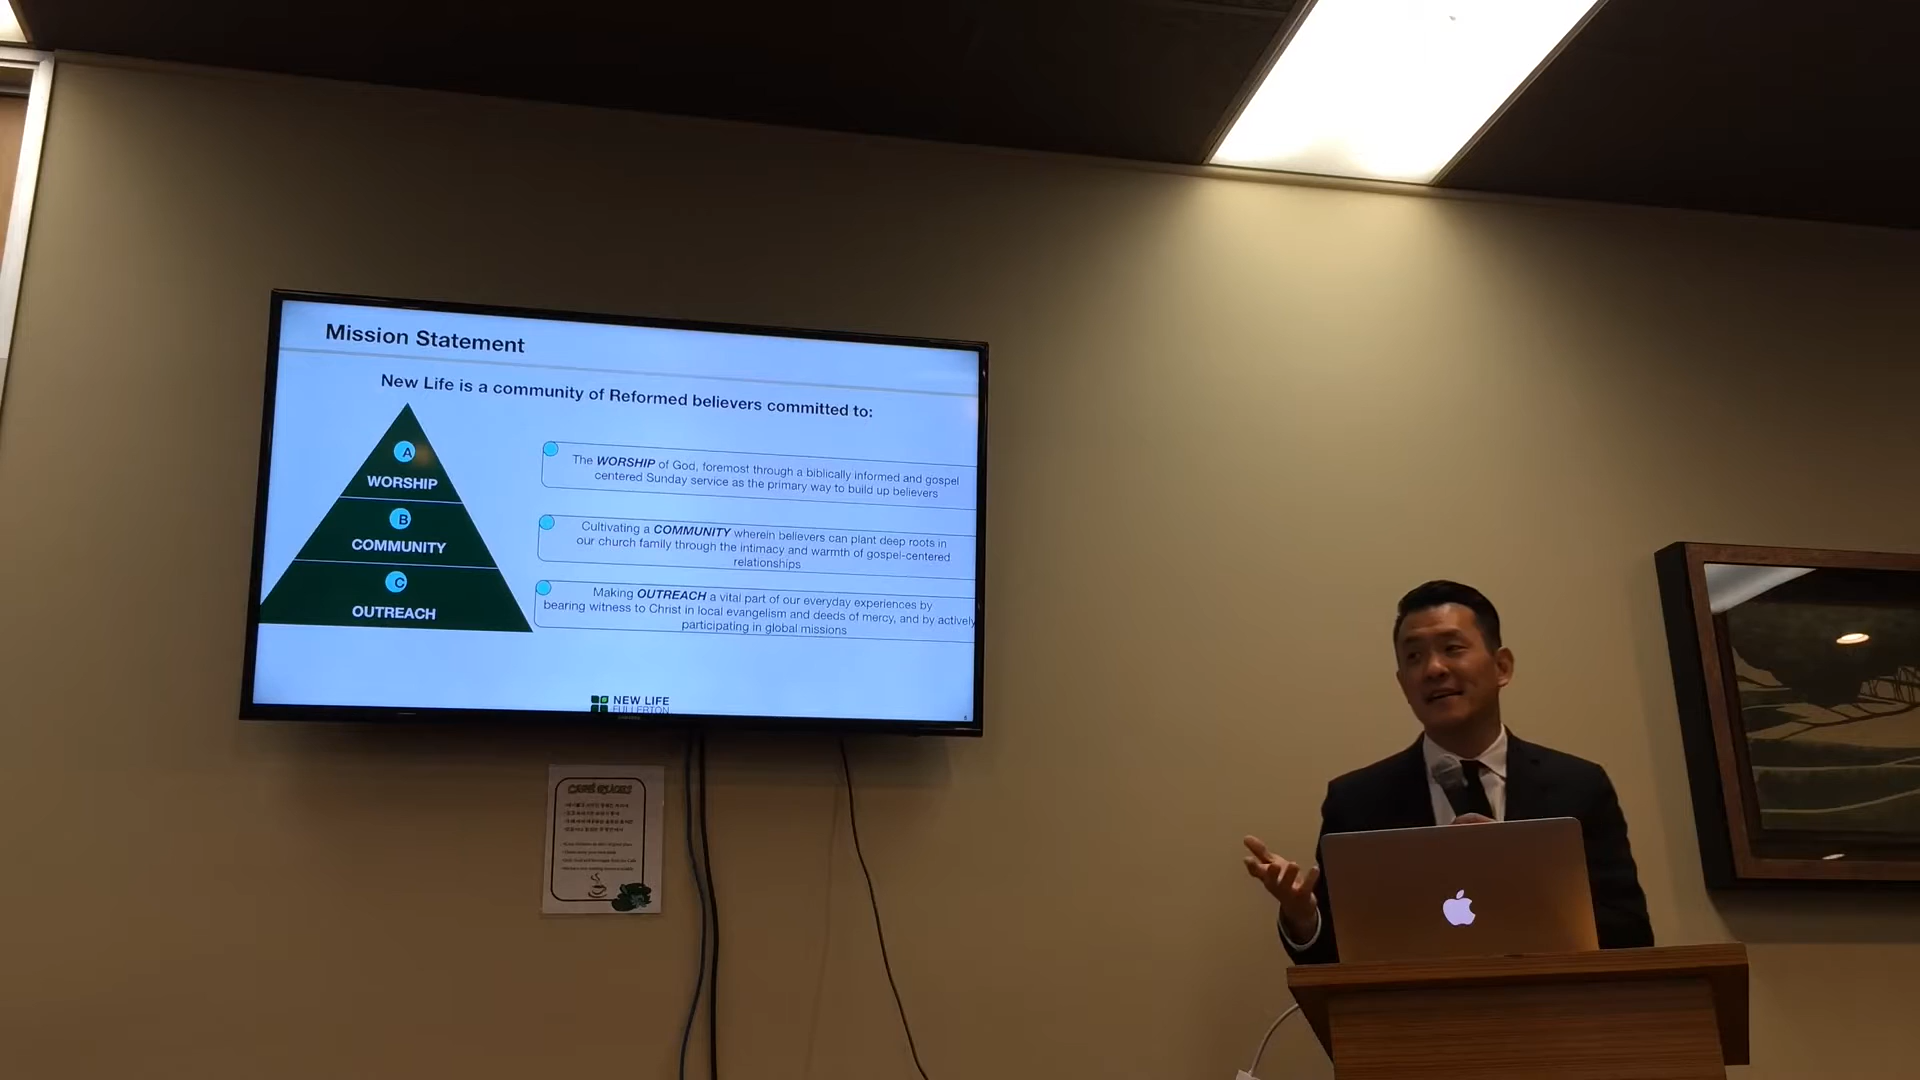 Mission Statement
New Life is a community of Reformed believers committed to:
A
WORSHIP
The WORSHIP of God, foremost through a biblically informed and gospel
centered Sunday service as the primary way to build up believers
B
COMMUNITY
Cultivating a COMMUNITY wherein believers can plant deep roots in
our church family through the intimacy and warmth of gospel-centered
relationships
C
OUTREACH
Making OUTREACH a vital part of our everyday experiences by
bearing witness to Christ in local evangelism and deeds of mercy, and by actively
participating in global missions
NEW LIFE
FULLERTON